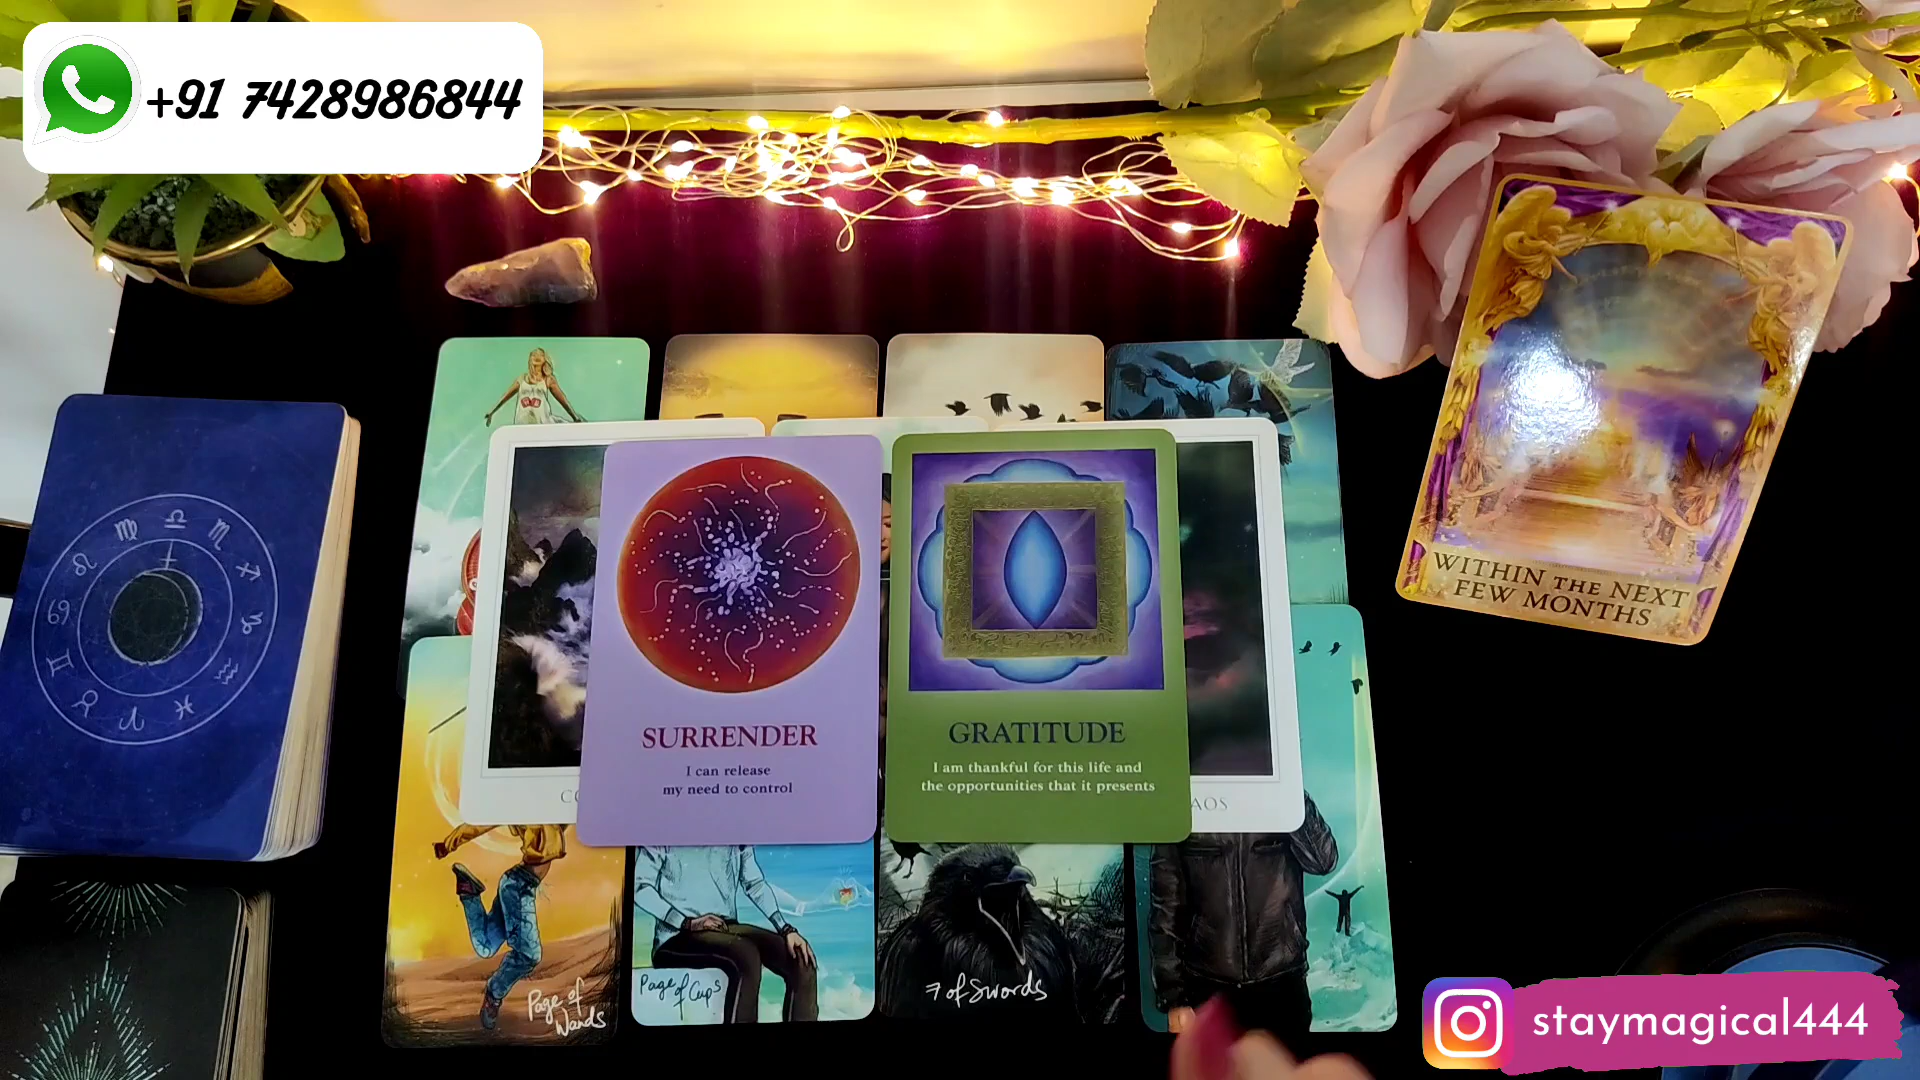 +91 7428986844
WITHIN THE NEXT
FEW MONTHS
SURRENDER
I can release
my need to control
GRATITUDE
I am thankful for this life and
the opportunities that it presents
Page of
Wands
Page of Cups
7 of Swords
staymagical444